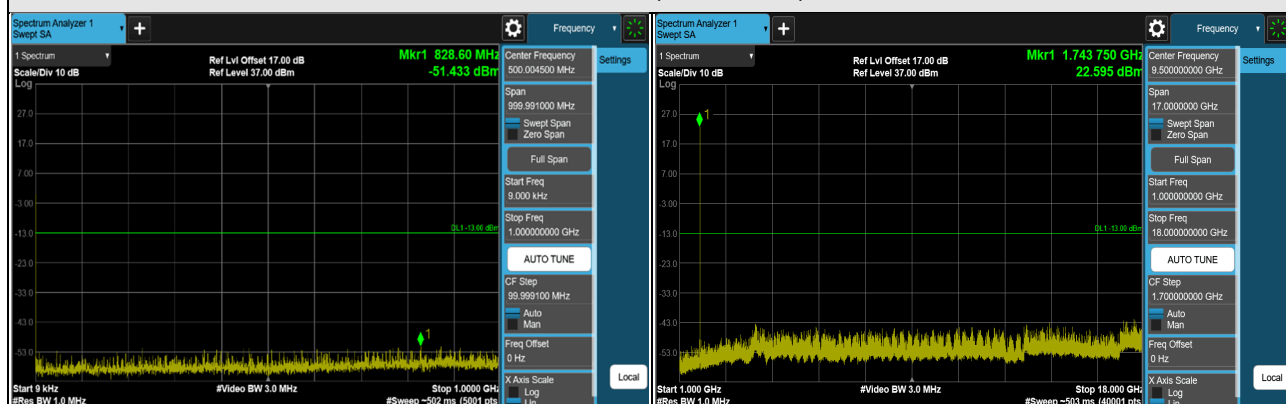 Spectrum Analyzer 1
Swept SA
+
Frequency
1 Spectrum
Scale/Div 10 dB
Log
Ref Lvl Offset 17.00 dB
Ref Level 37.00 dBm
Mkr1 828.60 MHz
-51.433 dBm
27.0
17.0
7.00
-3.00
-13.0
-23.0
-33.0
-43.0
-53.0
DL1 -13.00 dBm
1
Start 9 kHz
#Res BW 1.0 MHz
#Video BW 3.0 MHz
Stop 1.0000 GHz
#Sweep ~502 ms (5001 pts)
Center Frequency
500.004500 MHz
Span
999.991000 MHz
Swept Span
Zero Span
Full Span
Start Freq
9.000 kHz
Stop Freq
1.000000000 GHz
AUTO TUNE
CF Step
99.999100 MHz
Auto
Man
Freq Offset
0 Hz
X Axis Scale
Log
Lin
Settings
Local
Spectrum Analyzer 1
Swept SA
+
Frequency
1 Spectrum
Scale/Div 10 dB
Log
Ref Lvl Offset 17.00 dB
Ref Level 37.00 dBm
Mkr1 1.743 750 GHz
22.595 dBm
27.0
17.0
7.00
-3.00
-13.0
-23.0
-33.0
-43.0
-53.0
DL1 -13.00 dBm
1
Start 1.000 GHz
#Res BW 1.0 MHz
#Video BW 3.0 MHz
Stop 18.000 GHz
#Sweep ~503 ms (40001 pts)
Center Frequency
9.500000000 GHz
Span
17.0000000 GHz
Swept Span
Zero Span
Full Span
Start Freq
1.000000000 GHz
Stop Freq
18.000000000 GHz
AUTO TUNE
CF Step
1.700000000 GHz
Auto
Man
Freq Offset
0 Hz
X Axis Scale
Log
Lin
Settings
Local